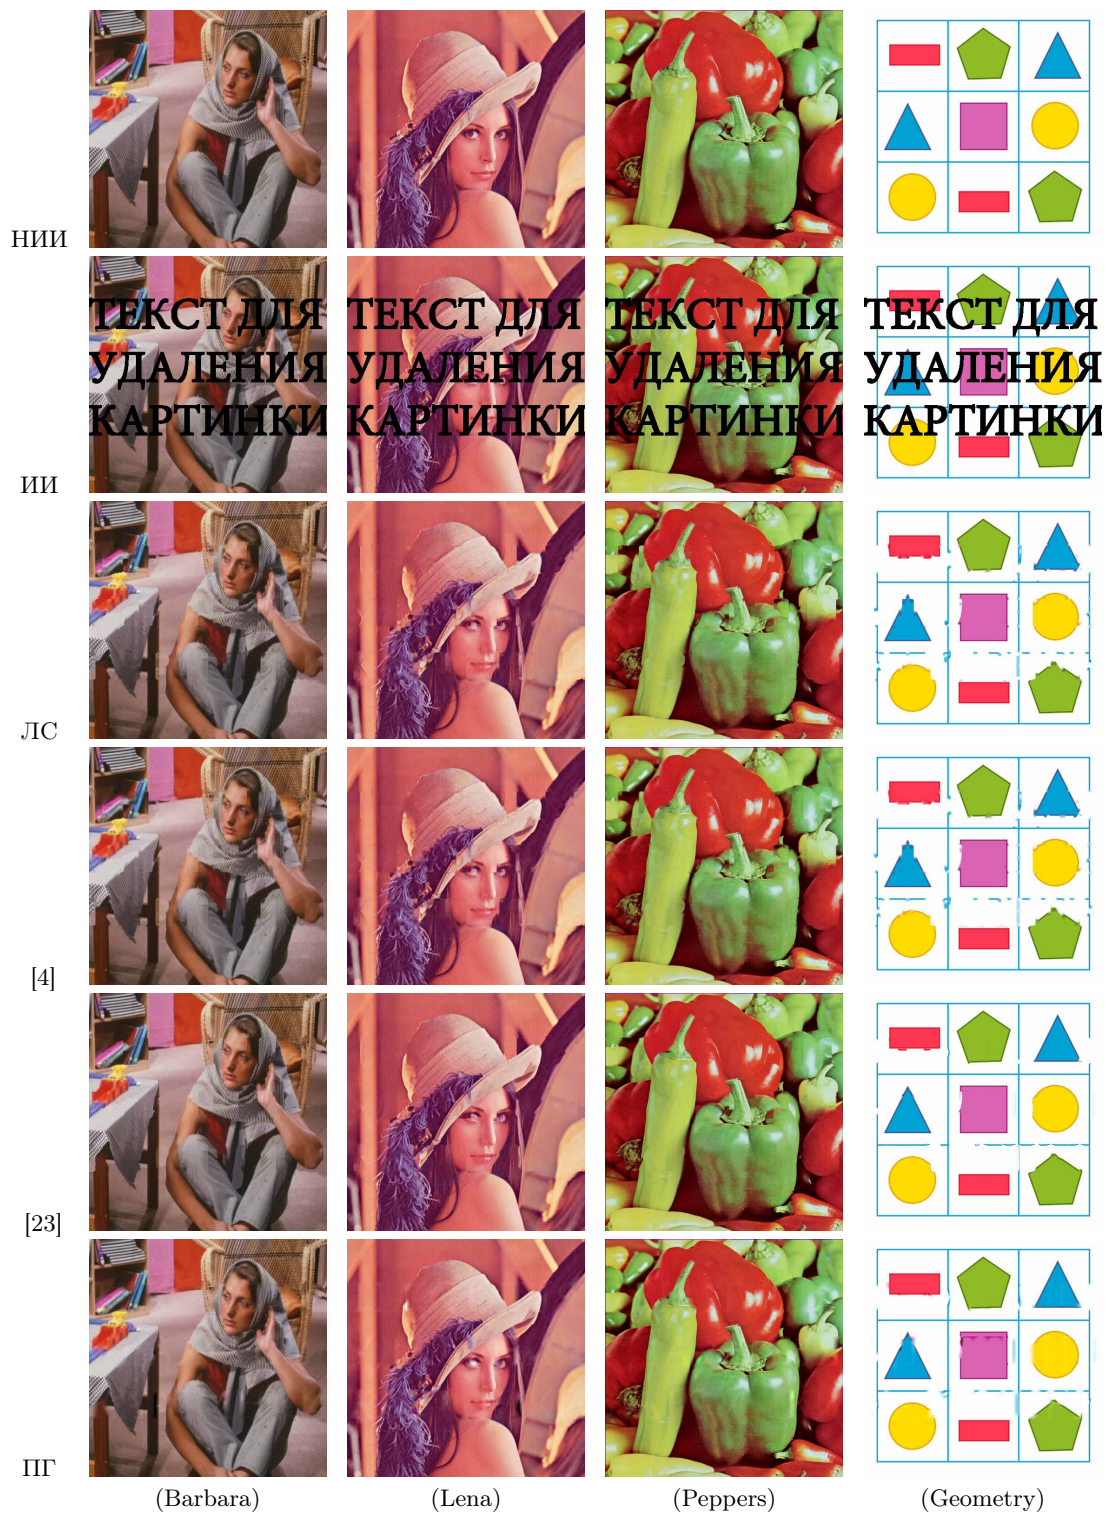 НИИ
ТЕКСТ ДЛЯ ТЕКСТ ДЛЯ ТЕКСТ ДЛЯ ТЕКСТ ДЛЯ
УДАЛЕНИЯ УДАЛЕНИЯ УДАЛЕНИЯ УДАЛЕНИЯ
КАРТИНКИ КАРТИНКИ КАРТИНКИ КАРТИНКИ
ИИ
ЛС
[4]
[23]
ПГ
(Barbara) (Lena) (Peppers) (Geometry)